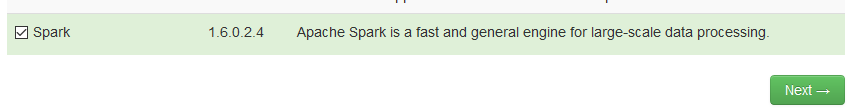 Spark 1.6.0.2.4 Apache Spark is a fast and general engine for large-scale data processing.
Next →